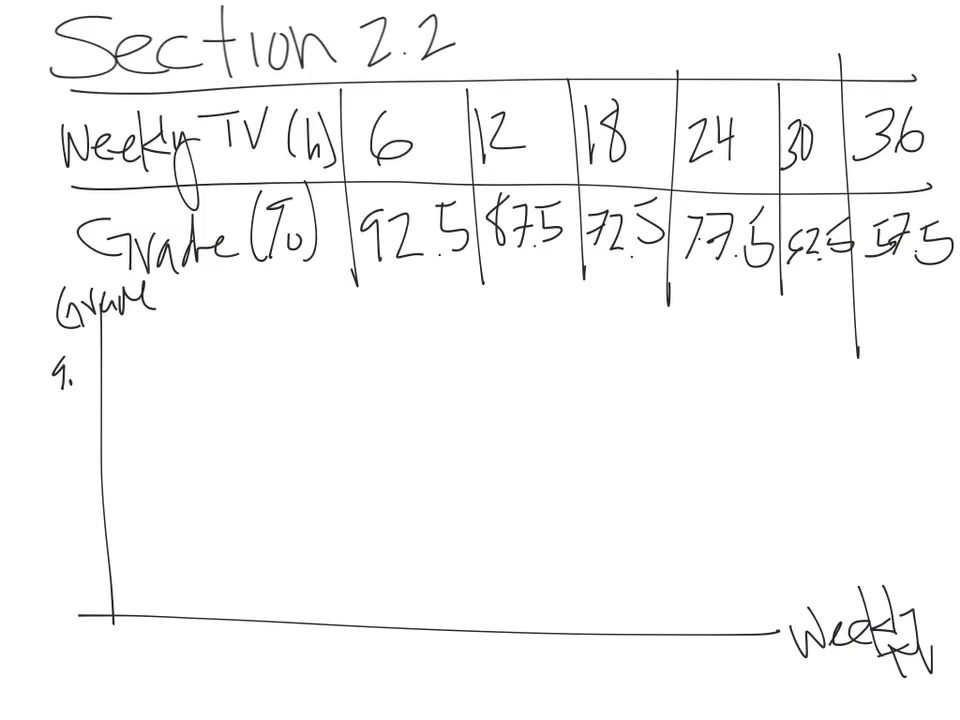 Section 2.2
Weekly TV (h) 6 12 18 24 30 36
Grade (%) 92.5 87.5 72.5 77.5 62.5 57.5
Grade
%
Weekly
TV